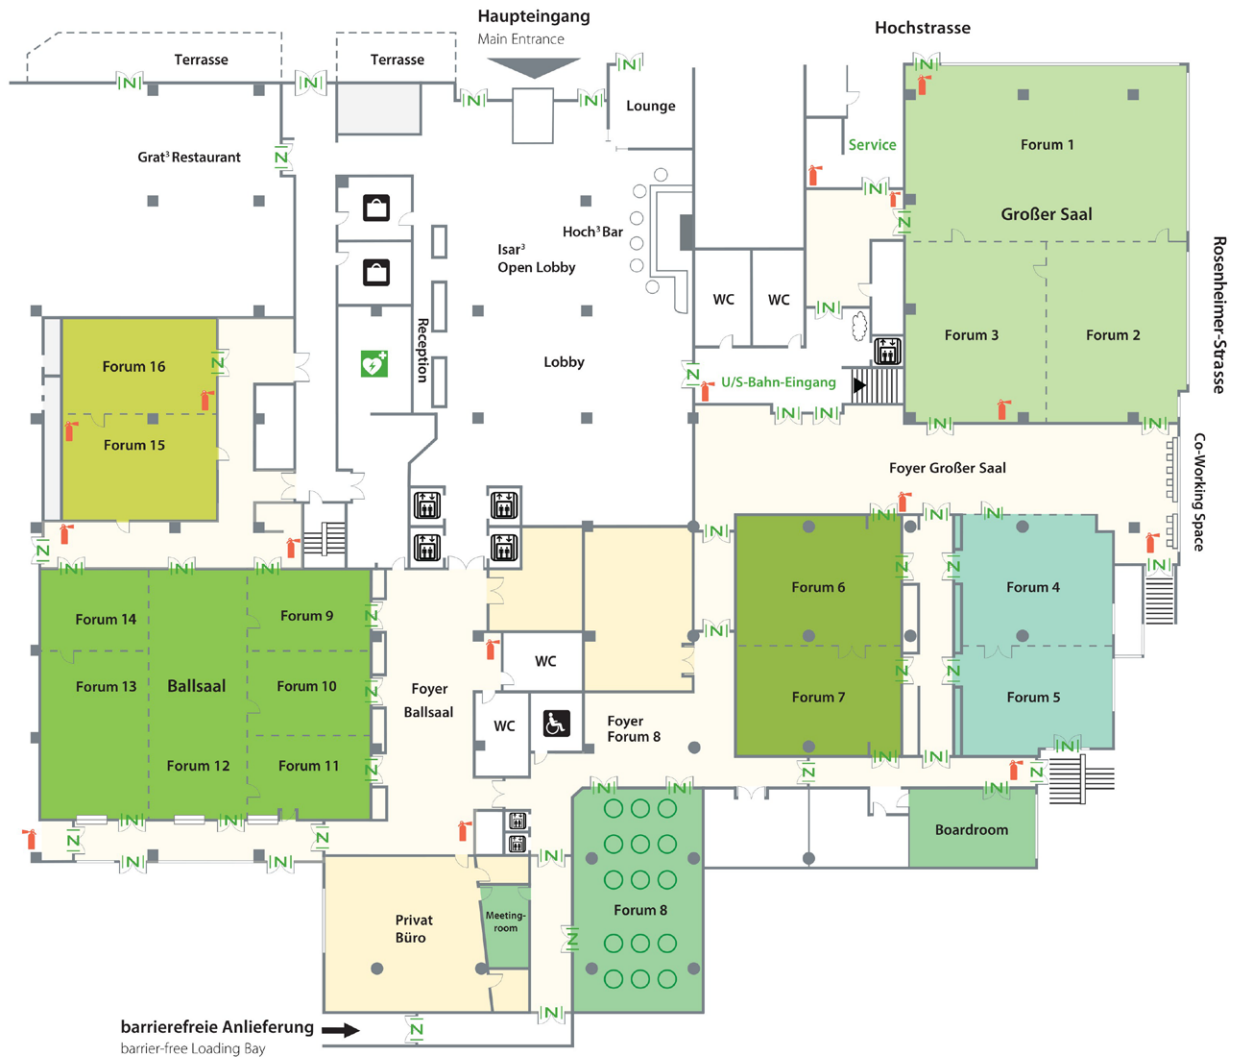 Haupteingang
Main Entrance
Hochstrasse
Terrasse
Terrasse
Lounge
Service
Forum 1
Grat³ Restaurant
Großer Saal
Hoch³ Bar
Isar³
Open Lobby
Rosenheimer-Strasse
WC
WC
Forum 3
Forum 2
Reception
Lobby
Forum 16
U/S-Bahn-Eingang
Forum 15
Foyer Großer Saal
Co-Working Space
Forum 6
Forum 4
Forum 14
Forum 9
WC
Forum 13
Ballsaal
Forum 10
Foyer
Ballsaal
Forum 7
Forum 5
WC
Foyer
Forum 8
Forum 12
Forum 11
Boardroom
Privat
Büro
Meeting-
room
Forum 8
barrierefreie Anlieferung
barrier-free Loading Bay